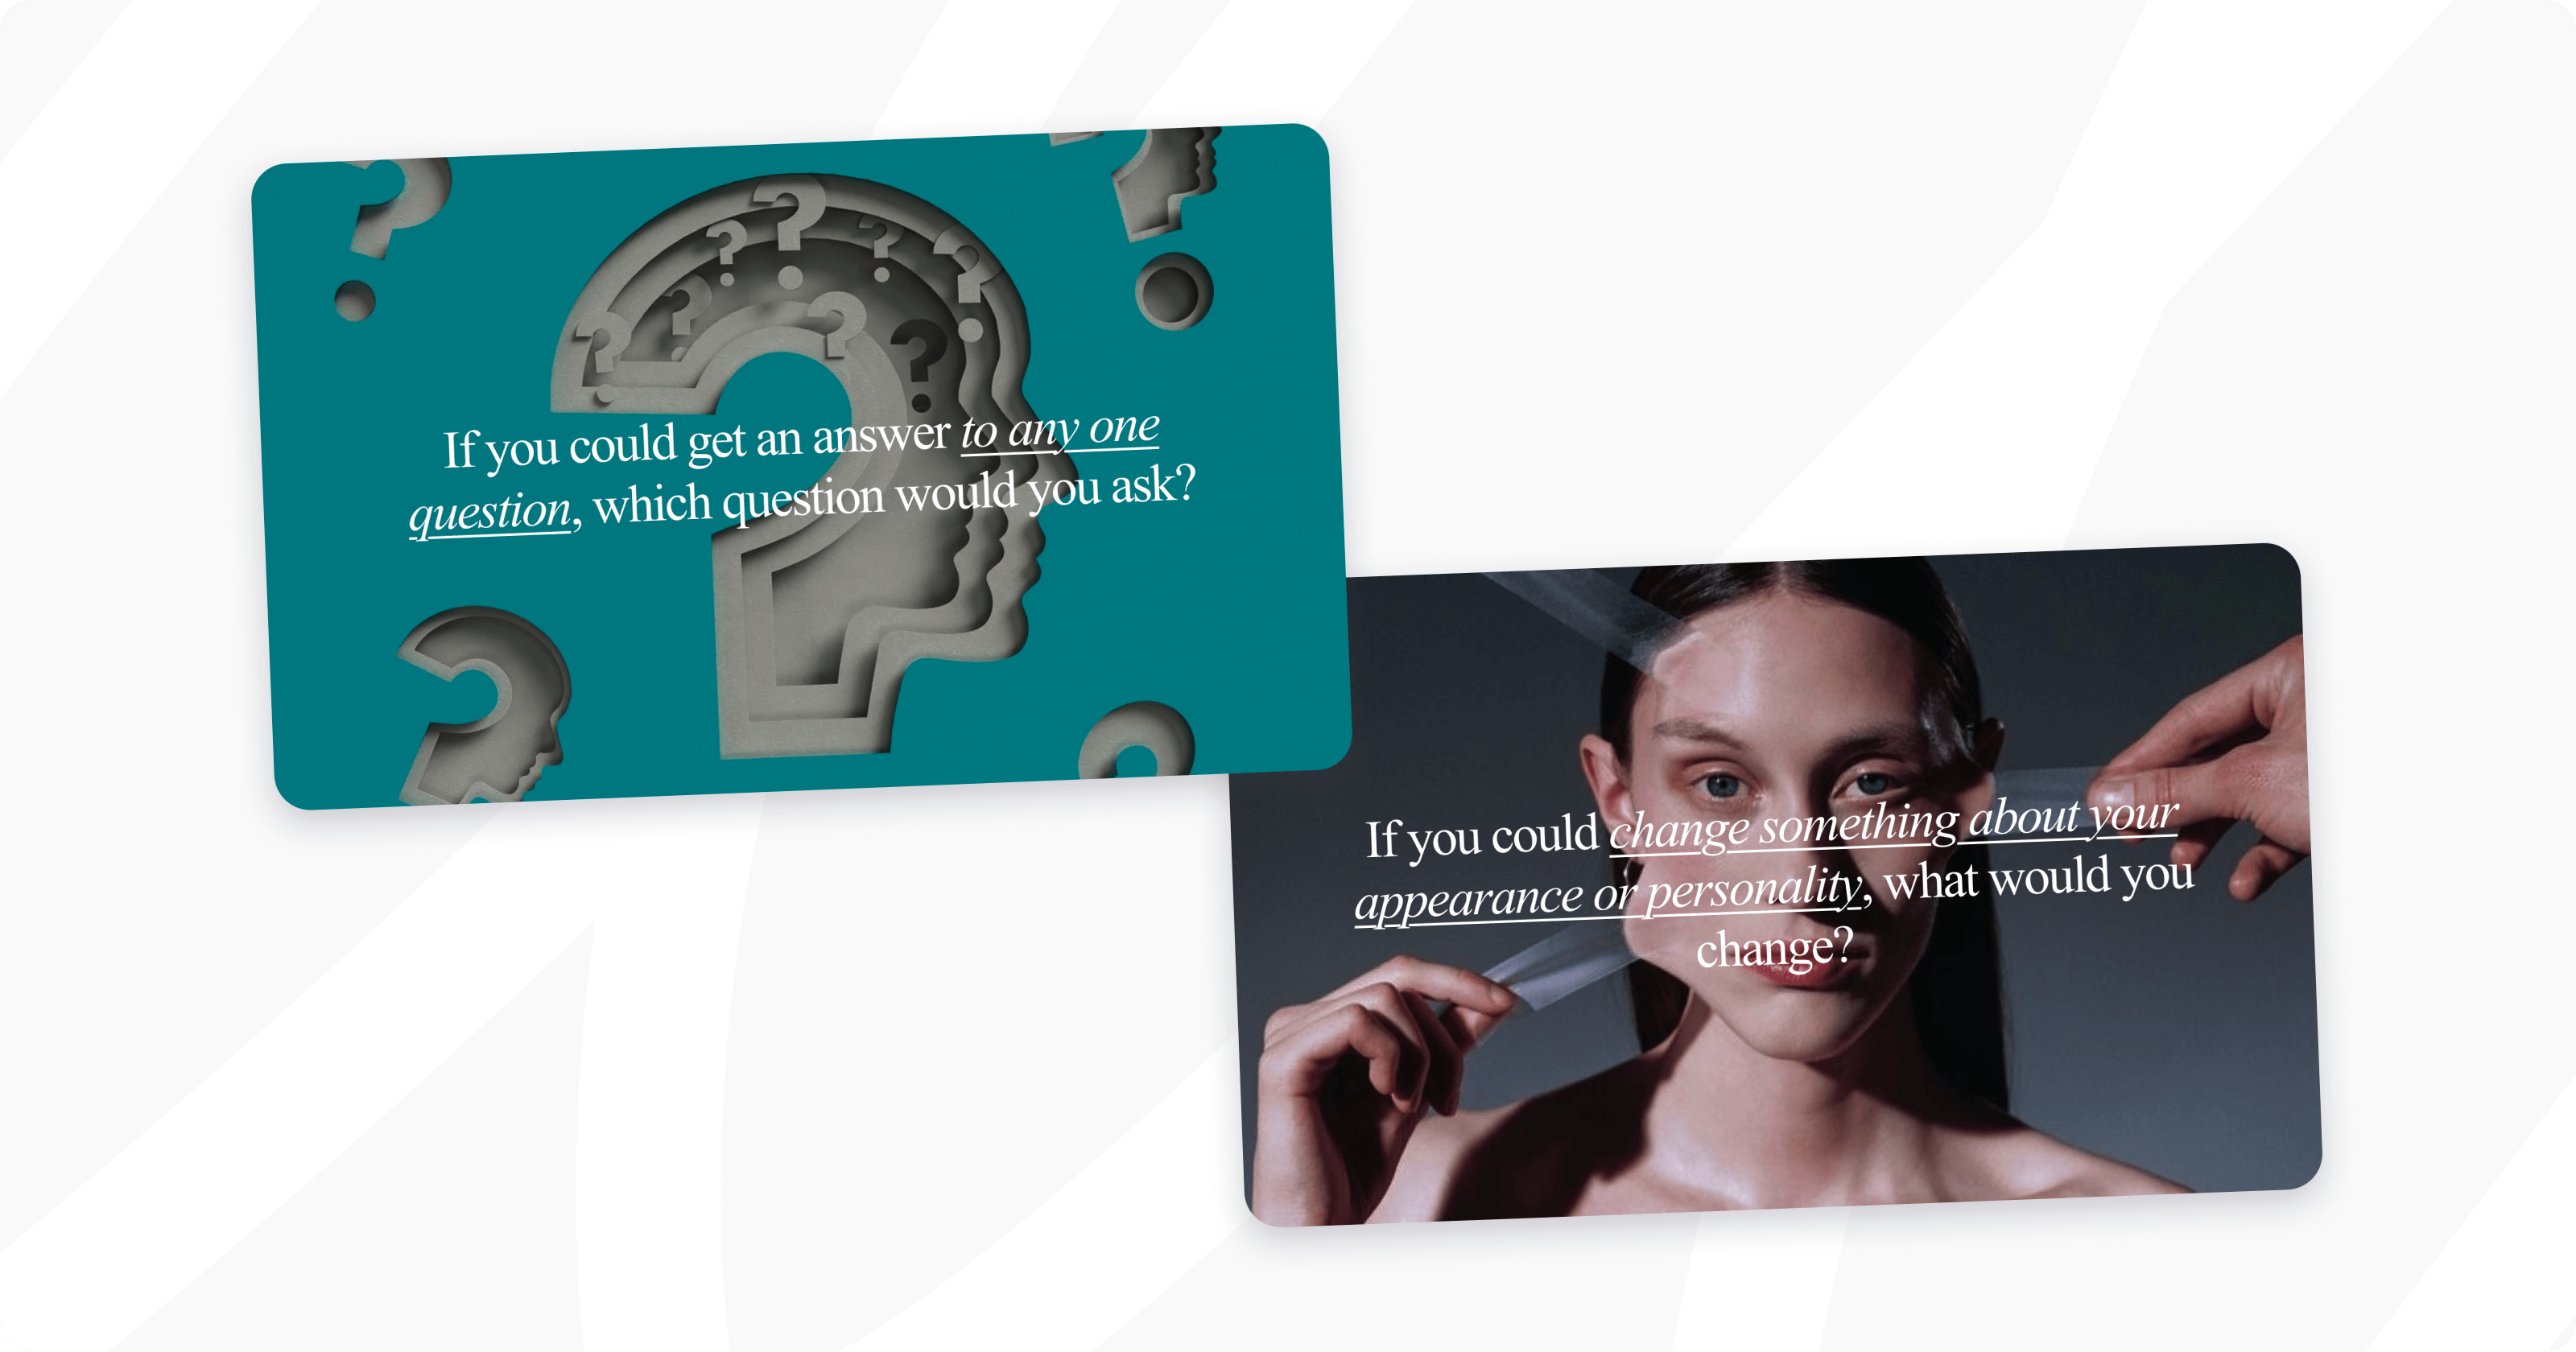 If you could get an answer to any one
question, which question would you ask?
If you could change something about your
appearance or personality, what would you
change?